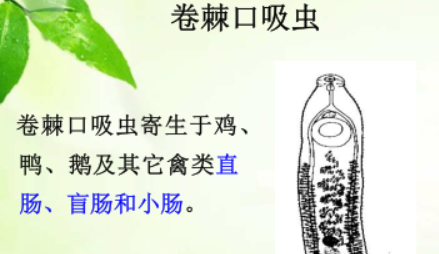 卷棘口吸虫
卷棘口吸虫寄生于鸡、
鸭、鹅及其它禽类直
肠、盲肠和小肠。